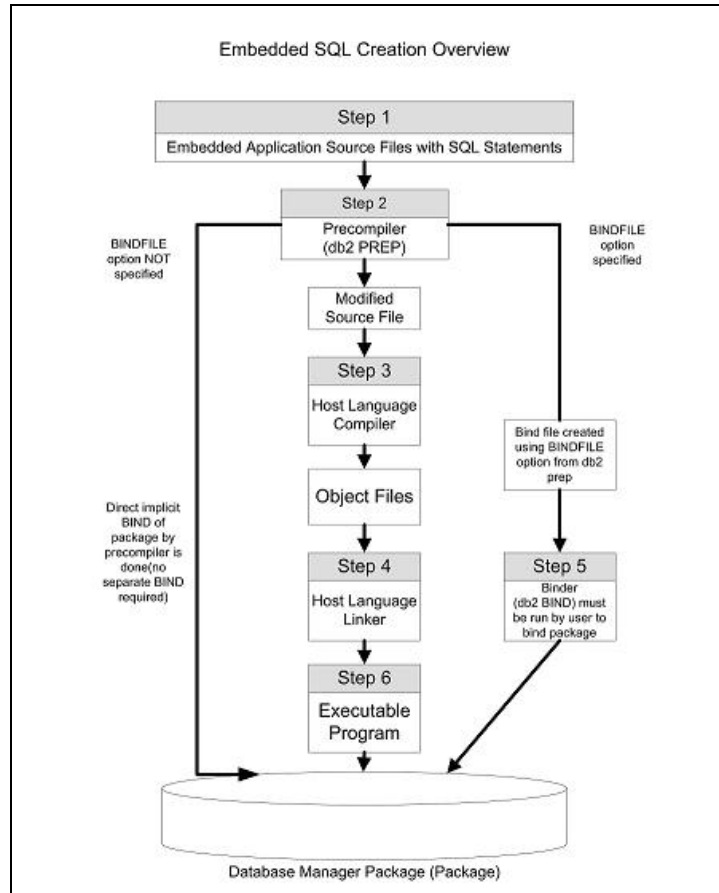 Embedded SQL Creation Overview
Step 1
Embedded Application Source Files with SQL Statements
Step 2
Precompiler
(db2 PREP)
BINDFILE
option NOT
specified
BINDFILE
option
specified
Modified
Source File
Step 3
Host Language
Compiler
Bind file created
using BINDFILE
option from db2
prep
Object Files
Direct implicit
BIND of
package by
precompiler is
done(no
separate BIND
required)
Step 4
Host Language
Linker
Step 5
Binder
(db2 BIND) must
be run by user to
bind package
Step 6
Executable
Program
Database Manager Package (Package)